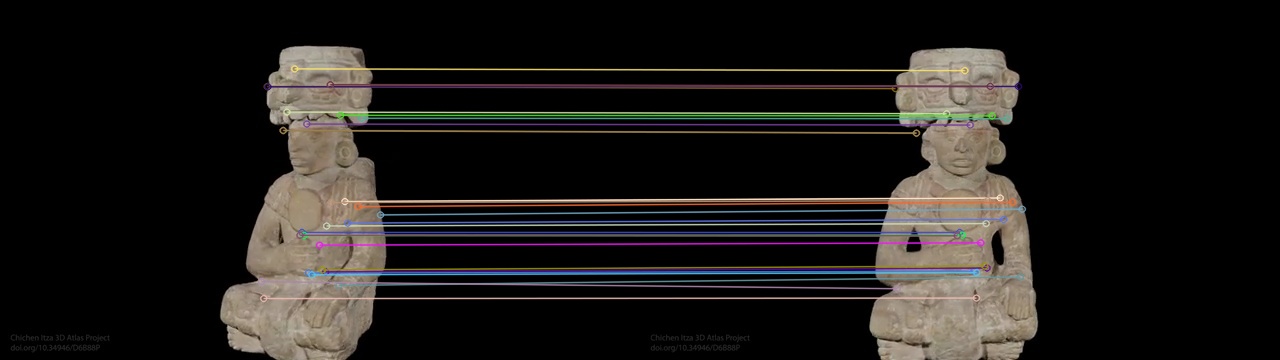 Chichen Itza 3D Atlas Project
doi.org/10.34946/D6B88P
Chichen Itza 3D Atlas Project
doi.org/10.34946/D6B88P